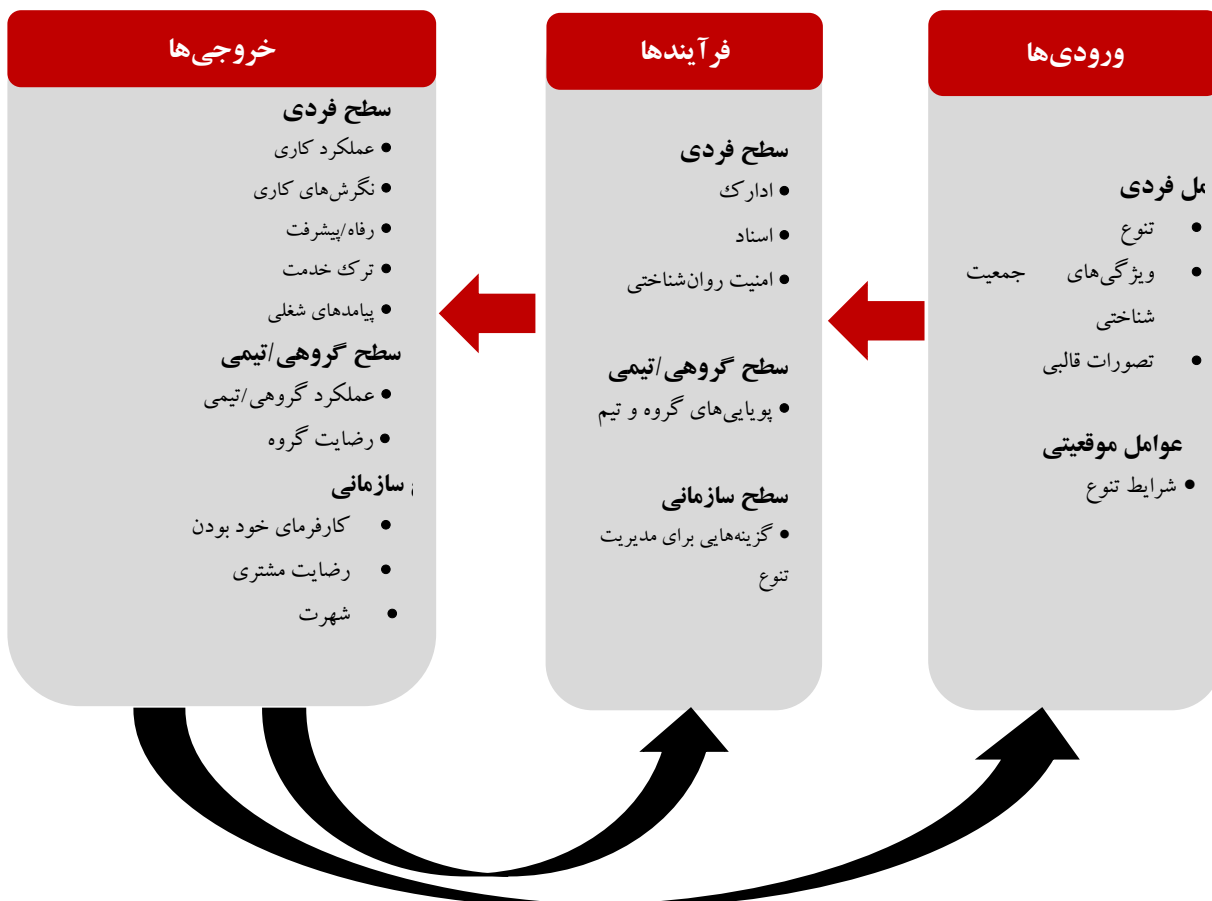 ورودی‌ها
فردی
تنوع
ویژگی‌های جمعیت
شناختی
تصورات قالبی
عوامل موقعیتی
شرایط تنوع
فرآیندها
سطح فردی
ادارک
اسناد
امنیت روان‌شناختی
سطح گروهی/تیمی
پویایی‌های گروه و تیم
سطح سازمانی
گزینه‌هایی برای مدیریت
تنوع
خروجی‌ها
سطح فردی
عملکرد کاری
نگرش‌های کاری
رفاه/پیشرفت
ترک خدمت
پیامدهای شغلی
سطح گروهی/تیمی
عملکرد گروهی/تیمی
رضایت گروه
سازمانی
کارفرمای خود بودن
رضایت مشتری
شهرت